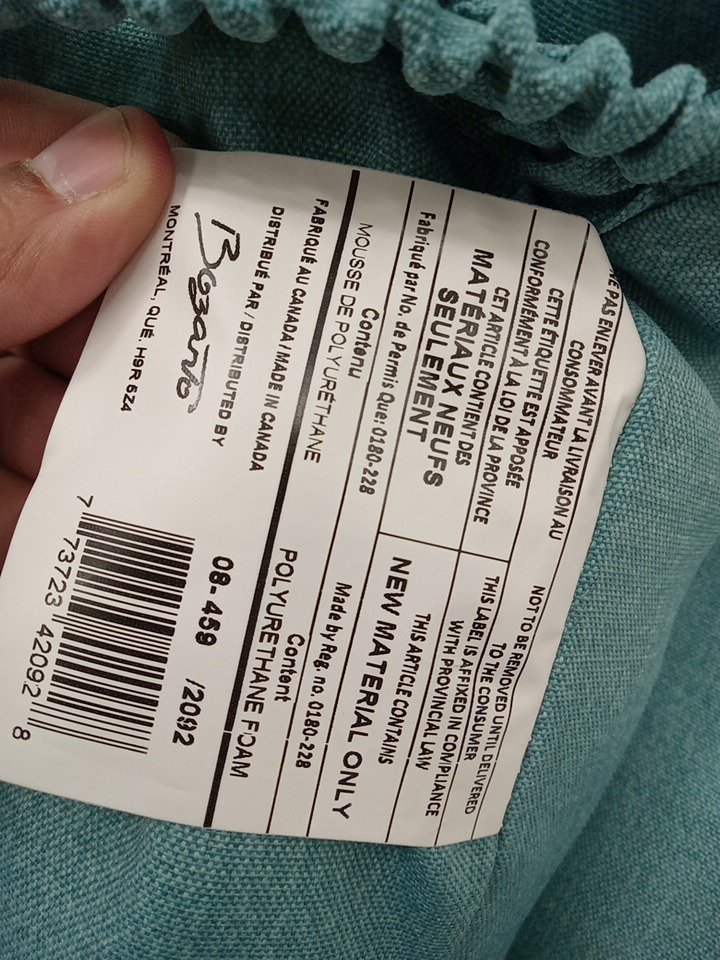 NE PAS ENLEVER AVANT LA LIVRAISON AU
CONSOMMATEUR
NOT TO BE REMOVED UNTIL DELIVERED
TO THE CONSUMER
CETTE ÉTIQUETTE EST APPOSÉE
CONFORMÉMENT À LA LOI DE LA PROVINCE
THIS LABEL IS AFFIXED IN COMPLIANCE
WITH PROVINCIAL LAW
CET ARTICLE CONTIENT DES
MATÉRIAUX NEUFS
SEULEMENT
THIS ARTICLE CONTAINS
NEW MATERIAL ONLY
Fabriqué par No. de Permis Que: 0180-228
Made by Reg. no. 0180-228
Contenu
MOUSSE DE POLYURÉTHANE
Content
POLYURETHANE FOAM
FABRIQUÉ AU CANADA / MADE IN CANADA
DISTRIBUÉ PAR / DISTRIBUTED BY
Bozanto
MONTRÉAL, QUÉ. H9R 6Z4
08-459 /2092
7 73723 42092 8